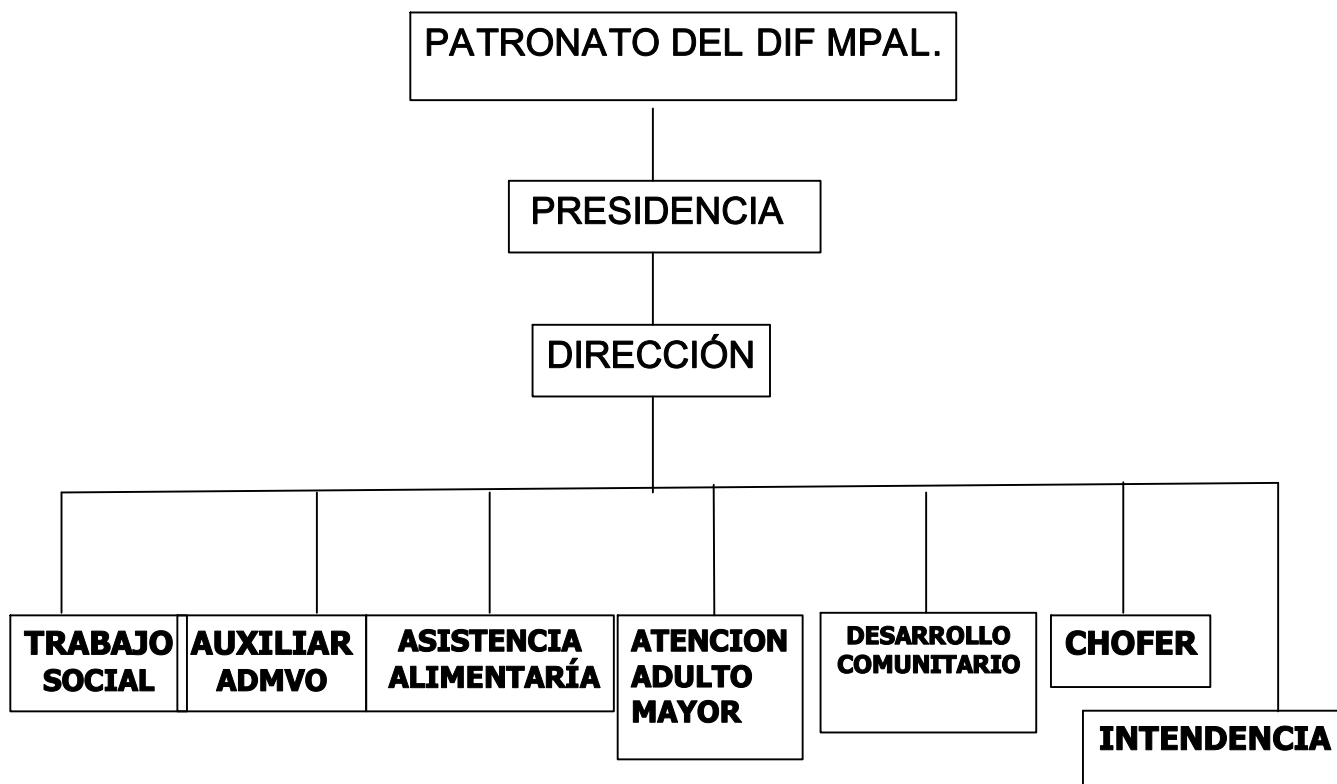 PATRONATO DEL DIF MPAL.
PRESIDENCIA
DIRECCIÓN
TRABAJO
SOCIAL
AUXILIAR
ADMVO
ASISTENCIA
ALIMENTARÍA
ATENCION
ADULTO
MAYOR
DESARROLLO
COMUNITARIO
CHOFER
INTENDENCIA